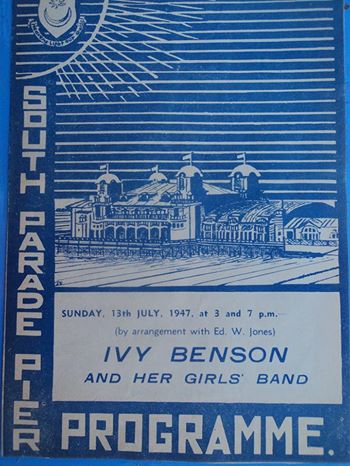 SOUTH PARADE PIER
SUNDAY, 13th JULY, 1947, at 3 and 7 p.m.—
(by arrangement with Ed. W. Jones)
IVY BENSON
AND HER GIRLS' BAND
PROGRAMME.